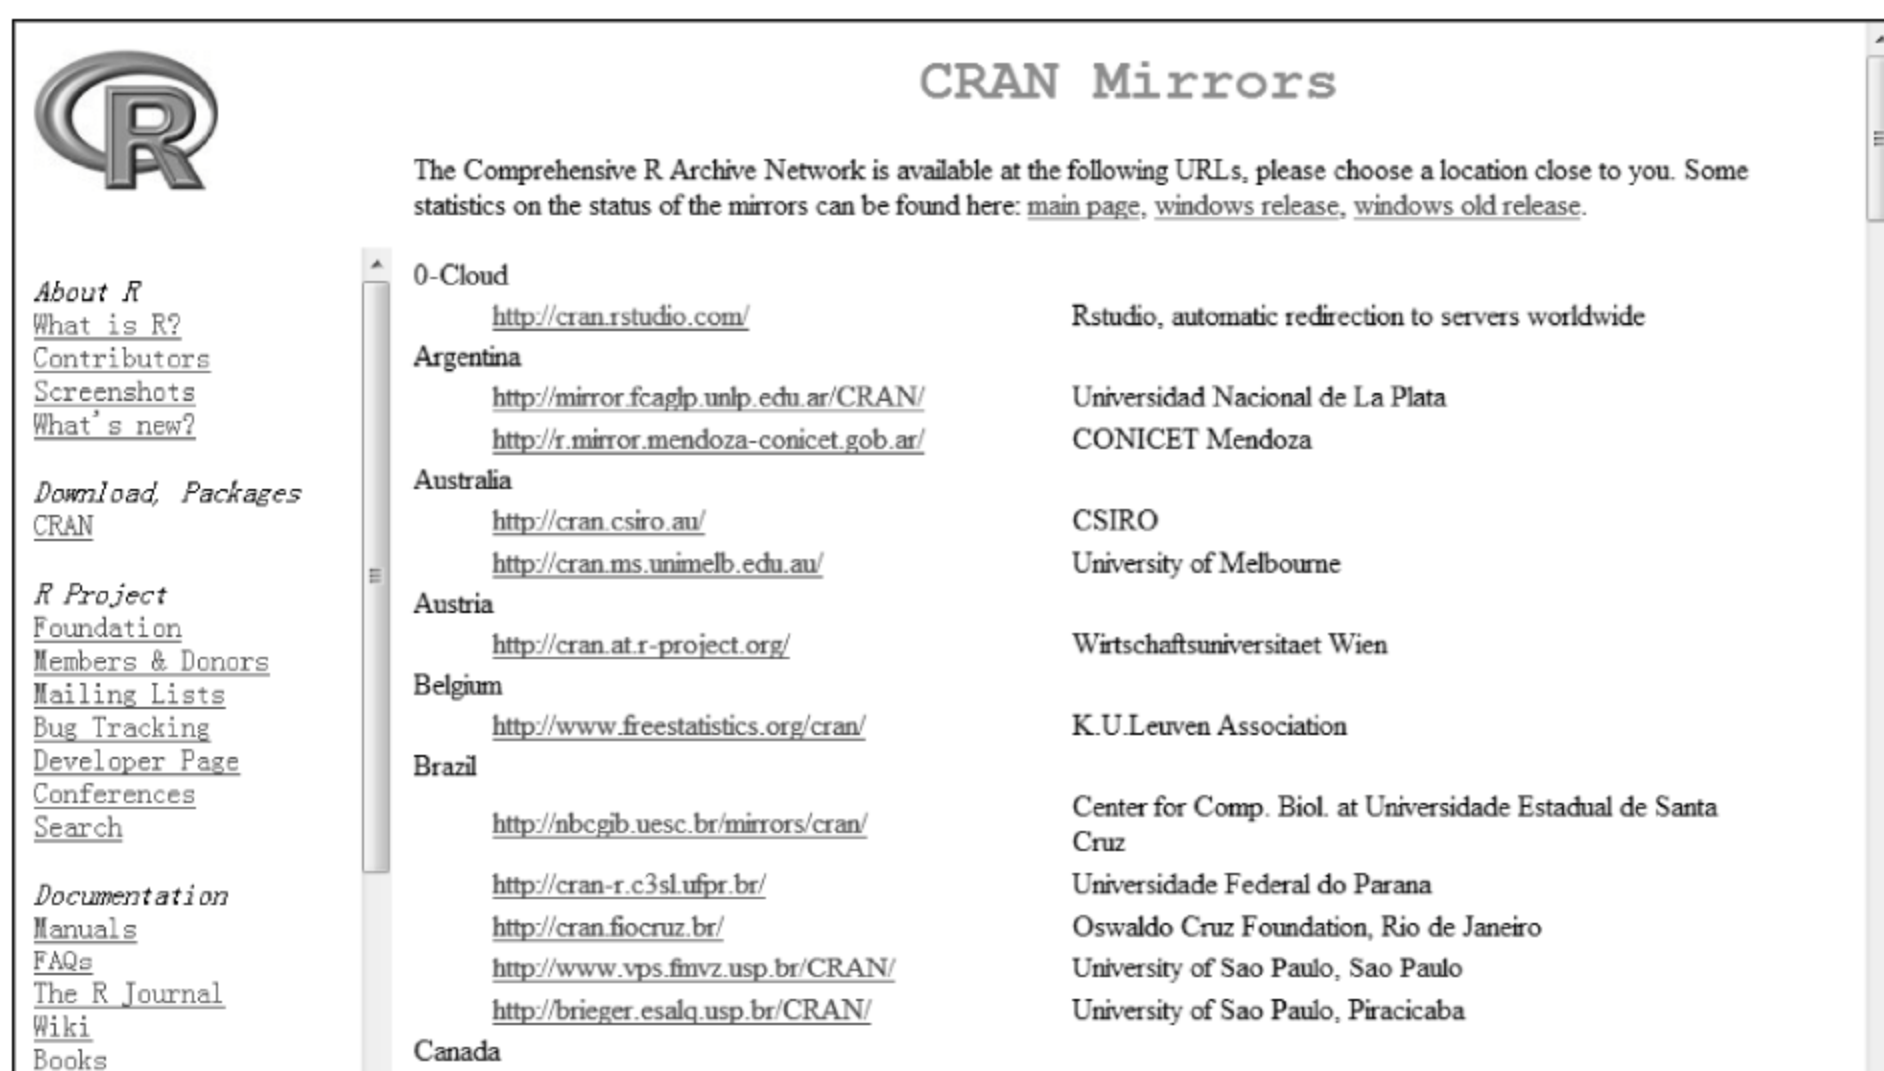 R
About R
What is R?
Contributors
Screenshots
What's new?
Download, Packages
CRAN
R Project
Foundation
Members & Donors
Mailing Lists
Bug Tracking
Developer Page
Conferences
Search
Documentation
Manuals
FAQs
The R Journal
Wiki
Books
CRAN Mirrors
The Comprehensive R Archive Network is available at the following URLs, please choose a location close to you. Some
statistics on the status of the mirrors can be found here: main page, windows release, windows old release.
0-Cloud
http://cran.rstudio.com/ Rstudio, automatic redirection to servers worldwide
Argentina
http://mirror.fcaglp.unlp.edu.ar/CRAN/ Universidad Nacional de La Plata
http://r.mirror.mendoza-conicet.gob.ar/ CONICET Mendoza
Australia
http://cran.csiro.au/ CSIRO
http://cran.ms.unimelb.edu.au/ University of Melbourne
Austria
http://cran.at.r-project.org/ Wirtschaftsuniversitaet Wien
Belgium
http://www.freestatistics.org/cran/ K.U.Leuven Association
Brazil
http://nbcgib.uesc.br/mirrors/cran/ Center for Comp. Biol. at Universidade Estadual de Santa
Cruz
http://cran-r.c3sl.ufpr.br/ Universidade Federal do Parana
http://cran.fiocruz.br/ Oswaldo Cruz Foundation, Rio de Janeiro
http://www.vps.fmvz.usp.br/CRAN/ University of Sao Paulo, Sao Paulo
http://brieger.esalq.usp.br/CRAN/ University of Sao Paulo, Piracicaba
Canada